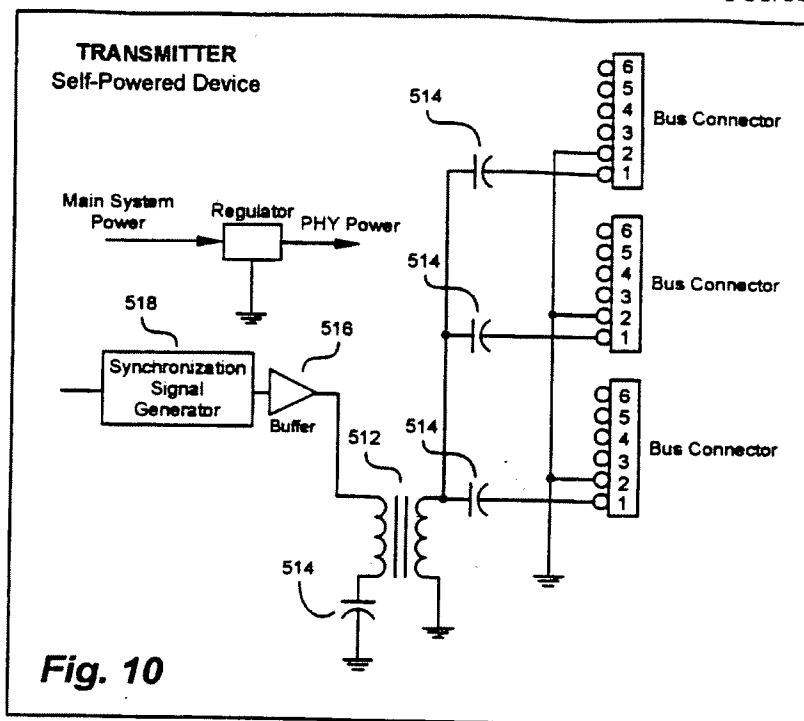 TRANSMITTER
Self-Powered Device
514
6
5
4
3
2
1
Bus Connector
Main System
Power
Regulator
PHY Power
514
6
5
4
3
2
1
Bus Connector
518
Synchronization
Signal
Generator
516
Buffer
512
514
6
5
4
3
2
1
Bus Connector
514
Fig. 10